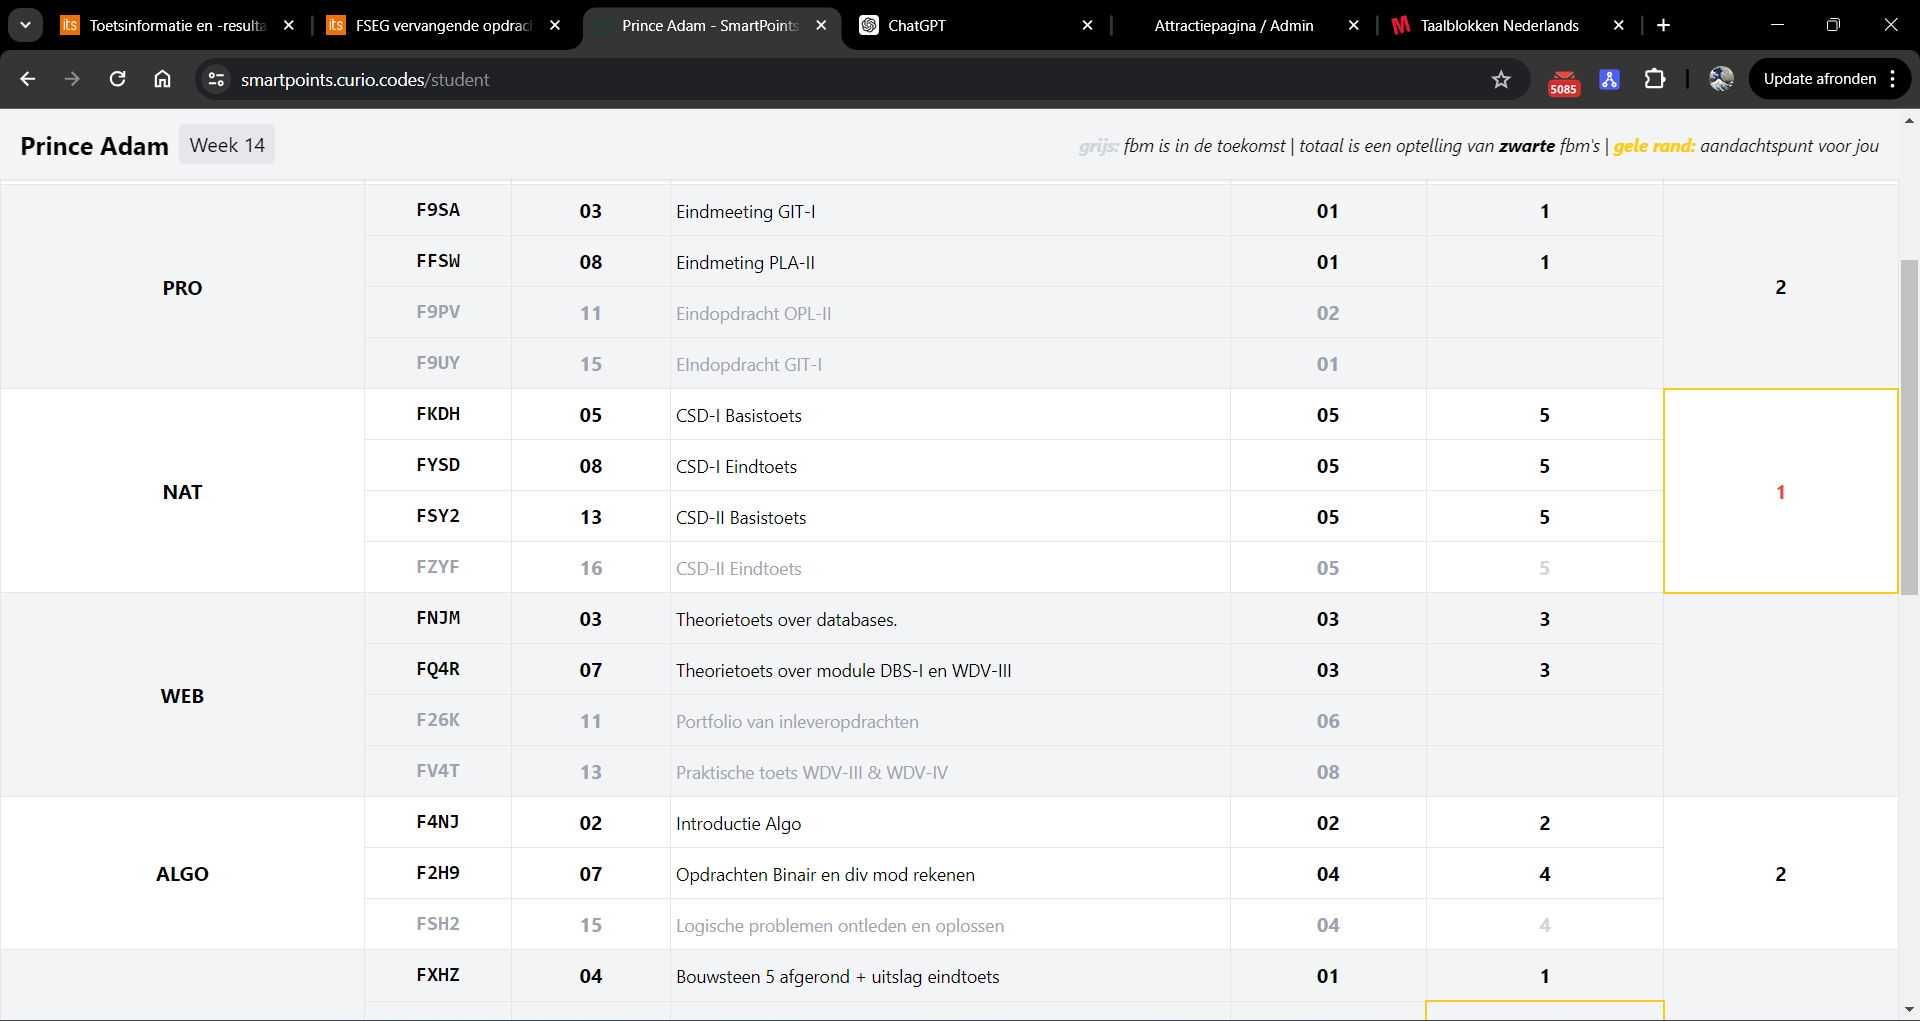 Toetsinformatie en -resulta
FSEG vervangende opdrach
Prince Adam - SmartPoints
ChatGPT
Attractiepagina / Admin
Taalblokken Nederlands
smartpoints.curio.codes/student
5085
Update afronden
Prince Adam Week 14 grijs: fbm is in de toekomst | totaal is een optelling van zwarte fbm's | gele rand: aandachtspunt voor jou
PRO
F9SA 03 Eindmeeting GIT-I 01 1
FFSW 08 Eindmeting PLA-II 01 1
F9PV 11 Eindopdracht OPL-II 02
F9UY 15 EIndopdracht GIT-I 01
2
NAT
FKDH 05 CSD-I Basistoets 05 5
FYSD 08 CSD-I Eindtoets 05 5
FSY2 13 CSD-II Basistoets 05 5
FZYF 16 CSD-II Eindtoets 05 5
1
WEB
FNJM 03 Theorietoets over databases. 03 3
FQ4R 07 Theorietoets over module DBS-I en WDV-III 03 3
F26K 11 Portfolio van inleveropdrachten 06
FV4T 13 Praktische toets WDV-III & WDV-IV 08
ALGO
F4NJ 02 Introductie Algo 02 2
F2H9 07 Opdrachten Binair en div mod rekenen 04 4
FSH2 15 Logische problemen ontleden en oplossen 04 4
2
FXHZ 04 Bouwsteen 5 afgerond + uitslag eindtoets 01 1